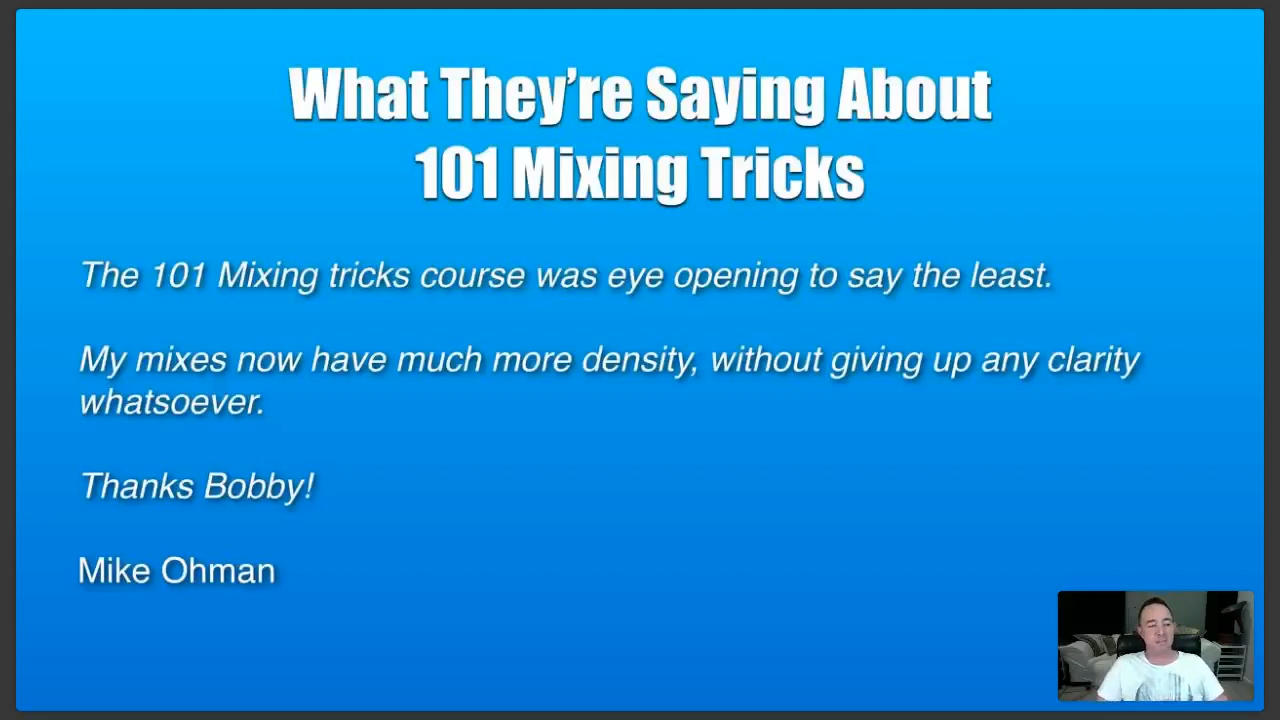 What They're Saying About
101 Mixing Tricks
The 101 Mixing tricks course was eye opening to say the least.
My mixes now have much more density, without giving up any clarity
whatsoever.
Thanks Bobby!
Mike Ohman